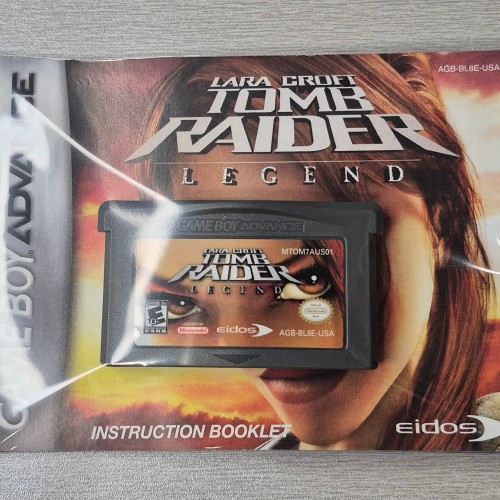 AGB-BL8E-USA
LARA CROFT
TOMB
RAIDER
LEGEND
GAME BOY ADVANCE
GAME BOY ADVANCE
LARA CROFT
MTOM7AUS01
TOMB
RAIDER
LEGEND
Nintendo
eidos
AGB-BL8E-USA
INSTRUCTION BOOKLET
eidos